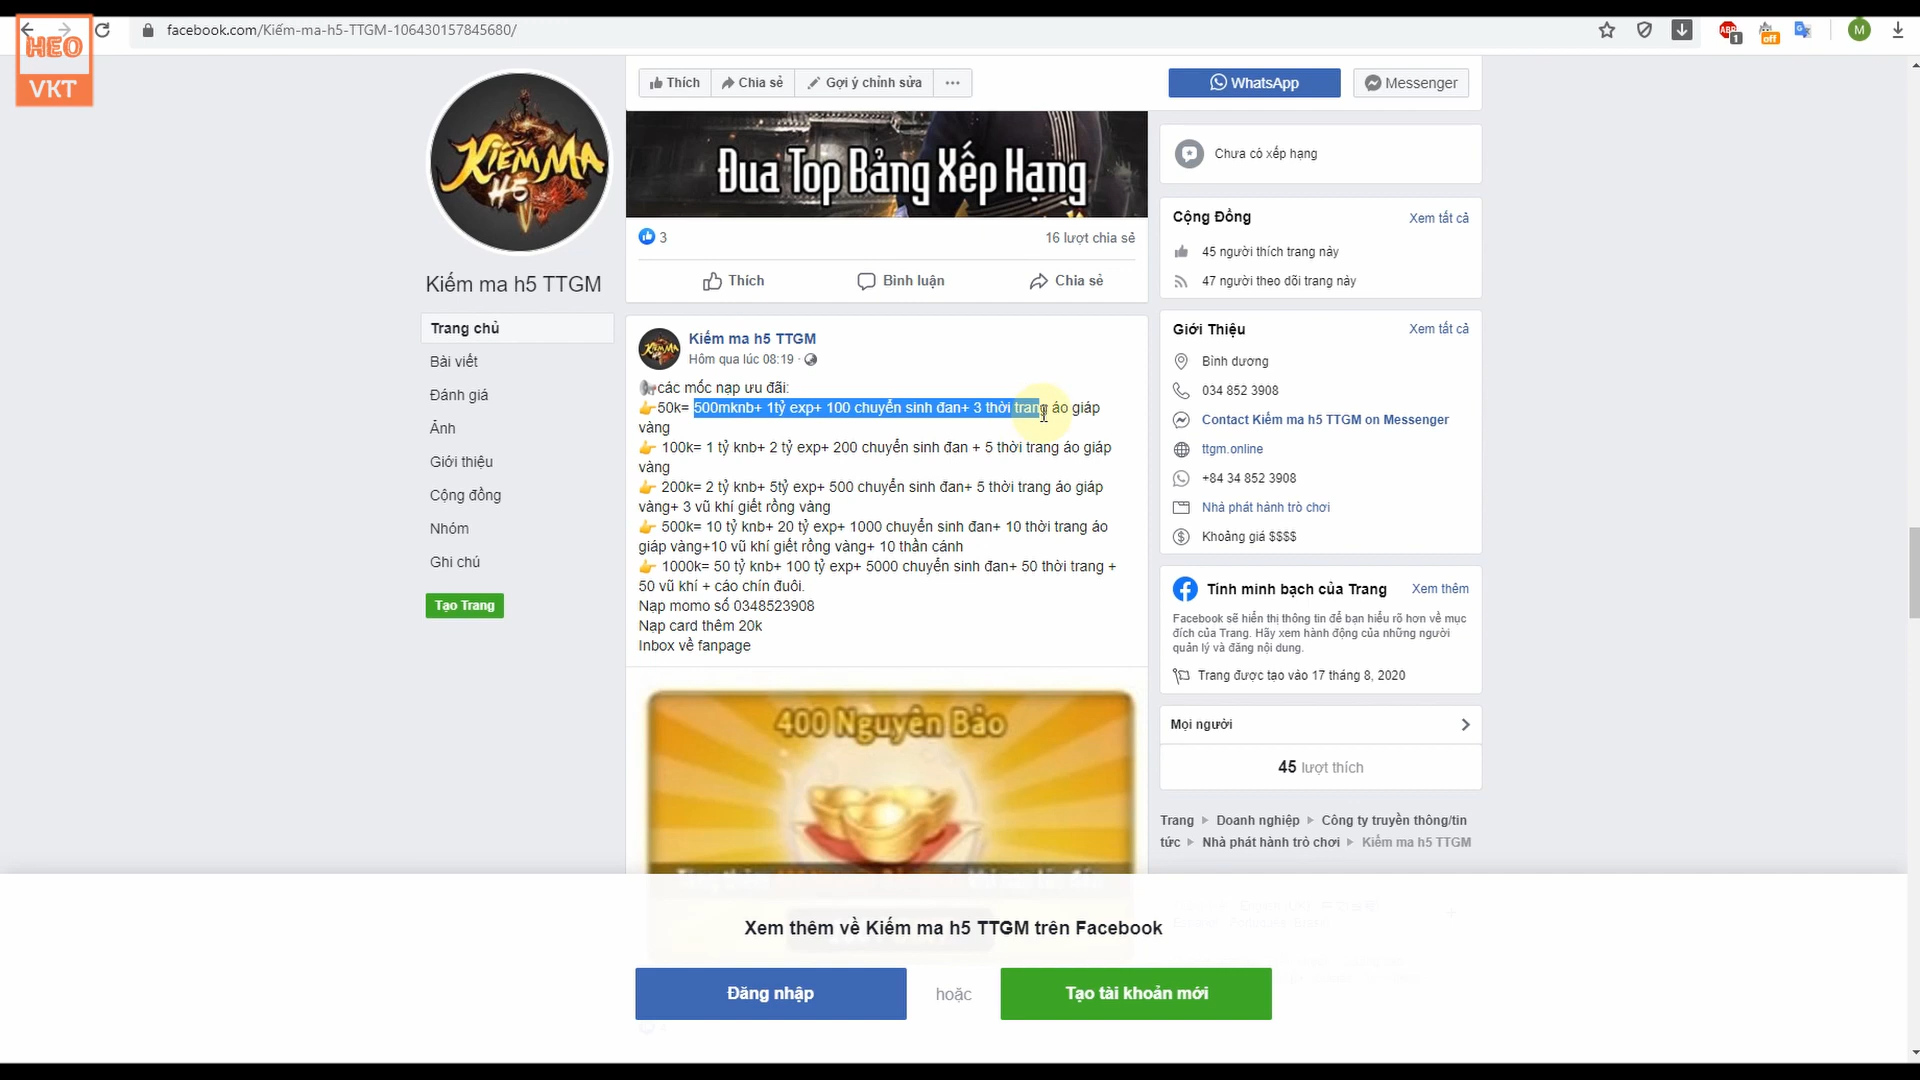 HEO
VKT
facebook.com/Kiếm-ma-h5-TTGM-106430157845680/
ABP
1
off
M
KIẾM MA
H5
Kiếm ma h5 TTGM
Trang chủ
Bài viết
Đánh giá
Ảnh
Giới thiệu
Cộng đồng
Nhóm
Ghi chú
Tạo Trang
Thích
Chia sẻ
Gợi ý chỉnh sửa
WhatsApp
Messenger
Đua Top Bảng Xếp Hạng
3
16 lượt chia sẻ
Thích
Bình luận
Chia sẻ
Kiếm ma h5 TTGM
Hôm qua lúc 08:19 ·
các mốc nạp ưu đãi:
50k= 500mknb+ 1tỷ exp+ 100 chuyển sinh đan+ 3 thời trang áo giáp
vàng
100k= 1 tỷ knb+ 2 tỷ exp+ 200 chuyển sinh đan + 5 thời trang áo giáp
vàng
200k= 2 tỷ knb+ 5tỷ exp+ 500 chuyển sinh đan+ 5 thời trang áo giáp
vàng+ 3 vũ khí giết rồng vàng
500k= 10 tỷ knb+ 20 tỷ exp+ 1000 chuyển sinh đan+ 10 thời trang áo
giáp vàng+10 vũ khí giết rồng vàng+ 10 thần cánh
1000k= 50 tỷ knb+ 100 tỷ exp+ 5000 chuyển sinh đan+ 50 thời trang +
50 vũ khí + cáo chín đuôi.
Nạp momo số 0348523908
Nạp card thêm 20k
Inbox về fanpage
400 Nguyên Bảo
Chưa có xếp hạng
Cộng Đồng
Xem tất cả
45 người thích trang này
47 người theo dõi trang này
Giới Thiệu
Xem tất cả
Bình dương
034 852 3908
Contact Kiếm ma h5 TTGM on Messenger
ttgm.online
+84 34 852 3908
Nhà phát hành trò chơi
Khoảng giá $$$$
Tính minh bạch của Trang
Xem thêm
Facebook sẽ hiển thị thông tin để bạn hiểu rõ hơn về mục
đích của Trang. Hãy xem hành động của những người
quản lý và đăng nội dung.
Trang được tạo vào 17 tháng 8, 2020
Mọi người
45 lượt thích
Trang
Doanh nghiệp
Công ty truyền thông/tin
tức
Nhà phát hành trò chơi
Kiếm ma h5 TTGM
Xem thêm về Kiếm ma h5 TTGM trên Facebook
Đăng nhập
hoặc
Tạo tài khoản mới